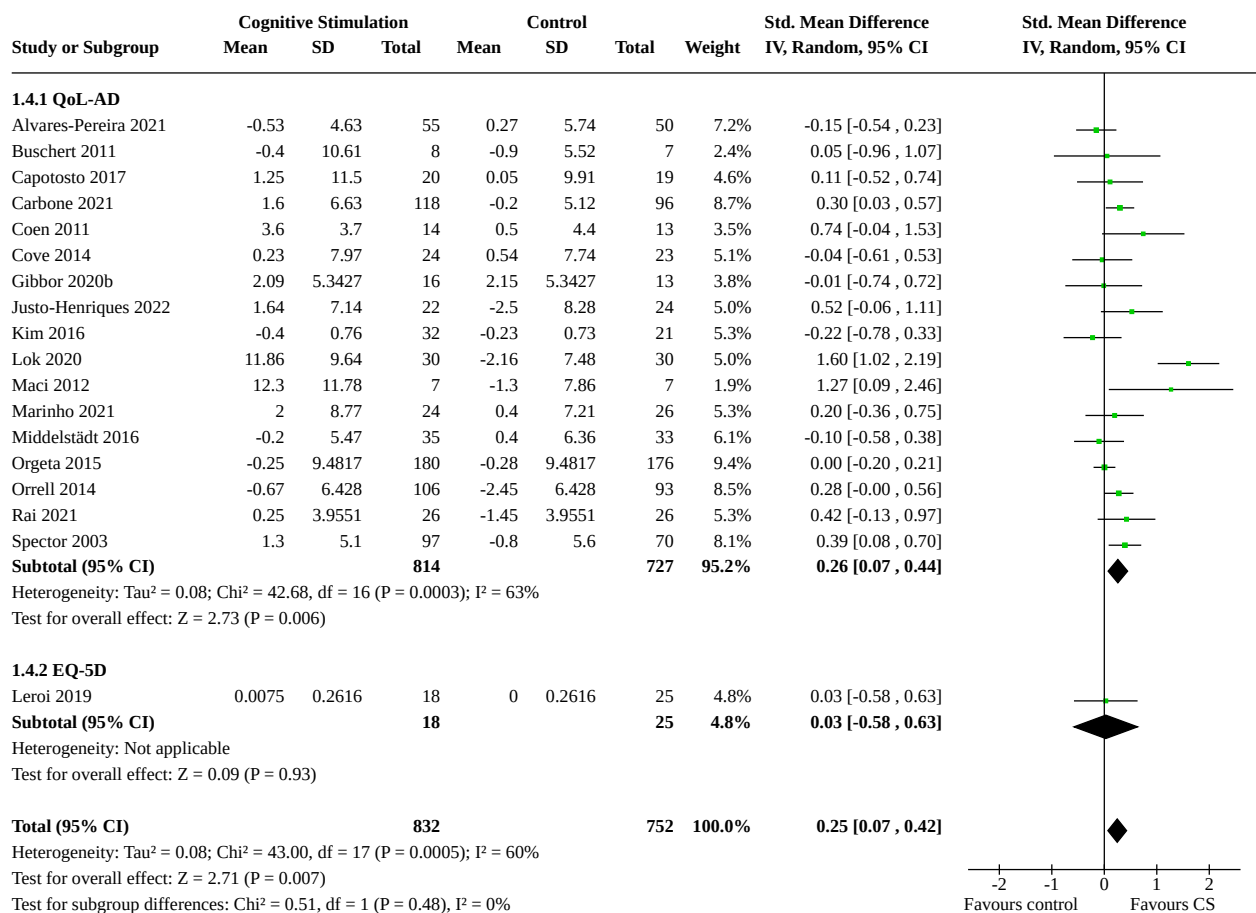 Cognitive Stimulation Control Std. Mean Difference Std. Mean Difference
Study or Subgroup Mean SD Total Mean SD Total Weight IV, Random, 95% CI IV, Random, 95% CI
1.4.1 QoL-AD
Alvares-Pereira 2021 -0.53 4.63 55 0.27 5.74 50 7.2% -0.15 [-0.54 , 0.23]
Buschert 2011 -0.4 10.61 8 -0.9 5.52 7 2.4% 0.05 [-0.96 , 1.07]
Capotosto 2017 1.25 11.5 20 0.05 9.91 19 4.6% 0.11 [-0.52 , 0.74]
Carbone 2021 1.6 6.63 118 -0.2 5.12 96 8.7% 0.30 [0.03 , 0.57]
Coen 2011 3.6 3.7 14 0.5 4.4 13 3.5% 0.74 [-0.04 , 1.53]
Cove 2014 0.23 7.97 24 0.54 7.74 23 5.1% -0.04 [-0.61 , 0.53]
Gibbor 2020b 2.09 5.3427 16 2.15 5.3427 13 3.8% -0.01 [-0.74 , 0.72]
Justo-Henriques 2022 1.64 7.14 22 -2.5 8.28 24 5.0% 0.52 [-0.06 , 1.11]
Kim 2016 -0.4 0.76 32 -0.23 0.73 21 5.3% -0.22 [-0.78 , 0.33]
Lok 2020 11.86 9.64 30 -2.16 7.48 30 5.0% 1.60 [1.02 , 2.19]
Maci 2012 12.3 11.78 7 -1.3 7.86 7 1.9% 1.27 [0.09 , 2.46]
Marinho 2021 2 8.77 24 0.4 7.21 26 5.3% 0.20 [-0.36 , 0.75]
Middelstädt 2016 -0.2 5.47 35 0.4 6.36 33 6.1% -0.10 [-0.58 , 0.38]
Orgeta 2015 -0.25 9.4817 180 -0.28 9.4817 176 9.4% 0.00 [-0.20 , 0.21]
Orrell 2014 -0.67 6.428 106 -2.45 6.428 93 8.5% 0.28 [-0.00 , 0.56]
Rai 2021 0.25 3.9551 26 -1.45 3.9551 26 5.3% 0.42 [-0.13 , 0.97]
Spector 2003 1.3 5.1 97 -0.8 5.6 70 8.1% 0.39 [0.08 , 0.70]
Subtotal (95% CI) 814 727 95.2% 0.26 [0.07 , 0.44]
Heterogeneity: Tau² = 0.08; Chi² = 42.68, df = 16 (P = 0.0003); I² = 63%
Test for overall effect: Z = 2.73 (P = 0.006)
1.4.2 EQ-5D
Leroi 2019 0.0075 0.2616 18 0 0.2616 25 4.8% 0.03 [-0.58 , 0.63]
Subtotal (95% CI) 18 25 4.8% 0.03 [-0.58 , 0.63]
Heterogeneity: Not applicable
Test for overall effect: Z = 0.09 (P = 0.93)
Total (95% CI) 832 752 100.0% 0.25 [0.07 , 0.42]
Heterogeneity: Tau² = 0.08; Chi² = 43.00, df = 17 (P = 0.0005); I² = 60%
Test for overall effect: Z = 2.71 (P = 0.007)
Test for subgroup differences: Chi² = 0.51, df = 1 (P = 0.48), I² = 0%
-2 -1 0 1 2
Favours control Favours CS